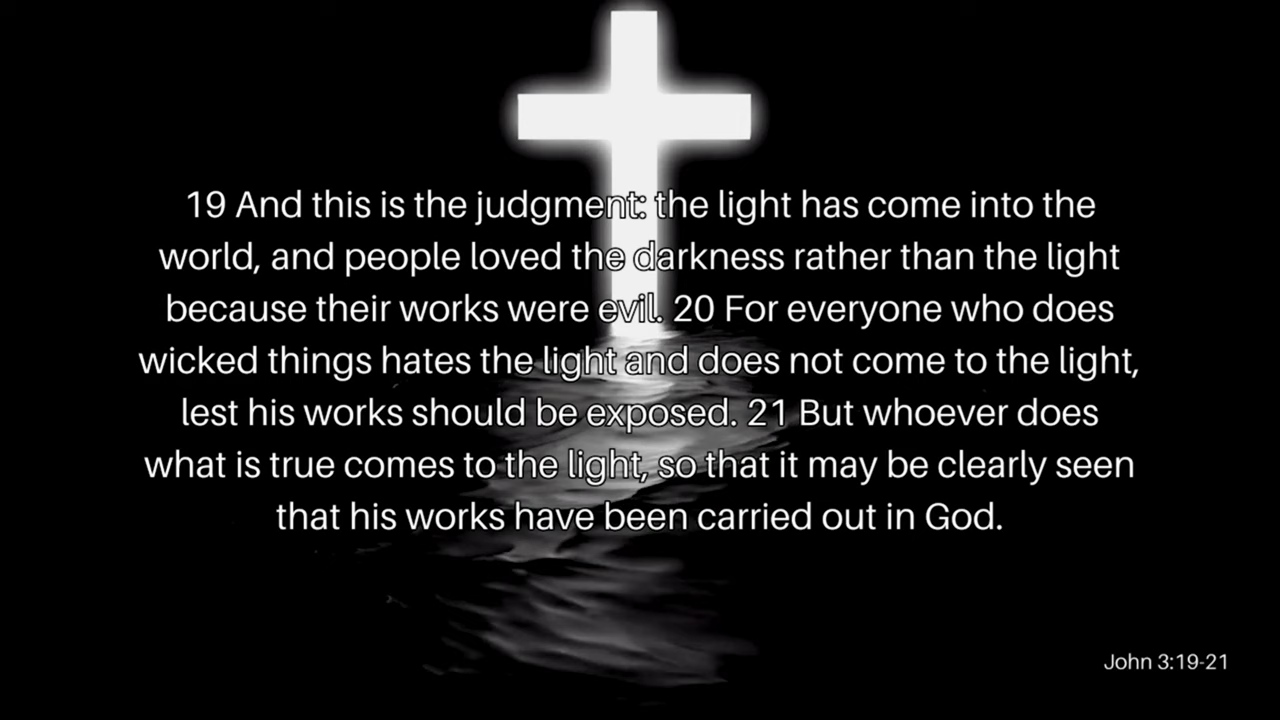 19 And this is the judgment: the light has come into the
world, and people loved the darkness rather than the light
because their works were evil. 20 For everyone who does
wicked things hates the light and does not come to the light,
lest his works should be exposed. 21 But whoever does
what is true comes to the light, so that it may be clearly seen
that his works have been carried out in God.
John 3:19-21